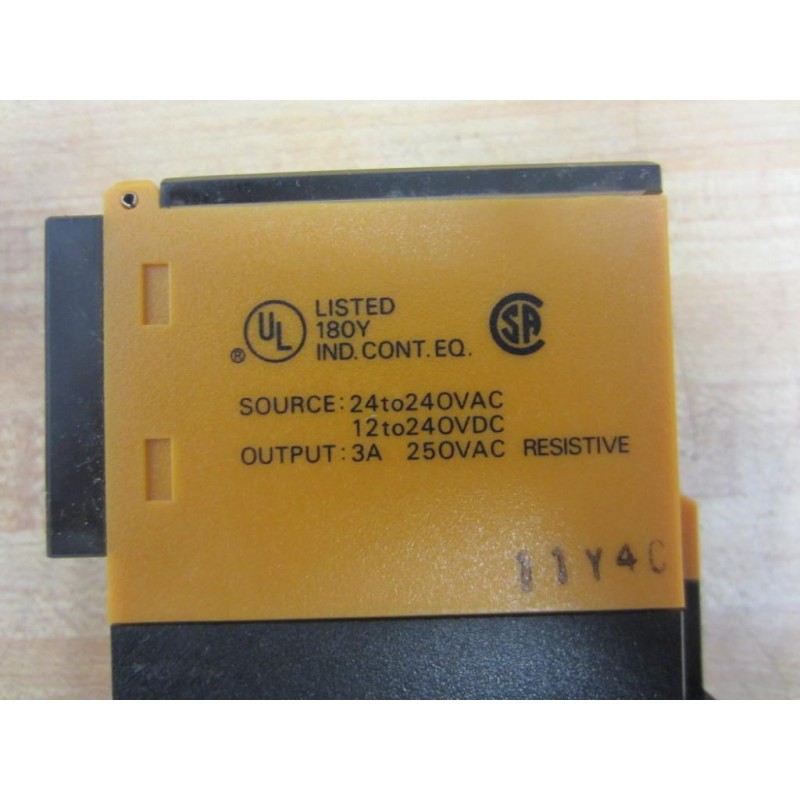 UL LISTED
180Y
® IND. CONT. EQ.
SA
SOURCE: 24to240VAC
12to240VDC
OUTPUT: 3A 250VAC RESISTIVE
11Y4C